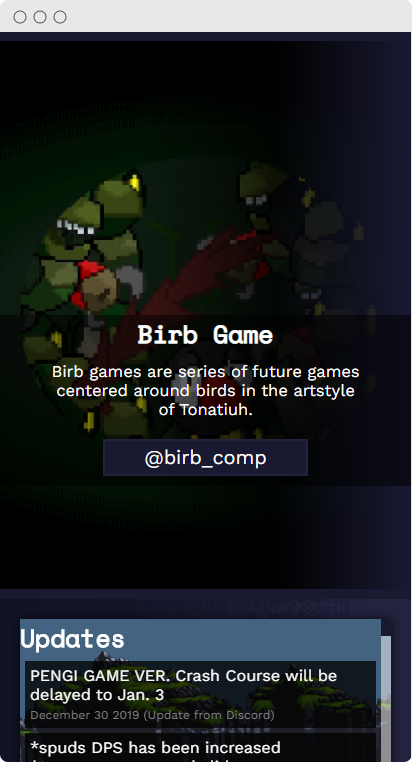 Birb Game
Birb games are series of future games
centered around birds in the artstyle
of Tonatiuh.
@birb_comp
Updates
PENGI GAME VER. Crash Course will be
delayed to Jan. 3
December 30 2019 (Update from Discord)
*spuds DPS has been increased